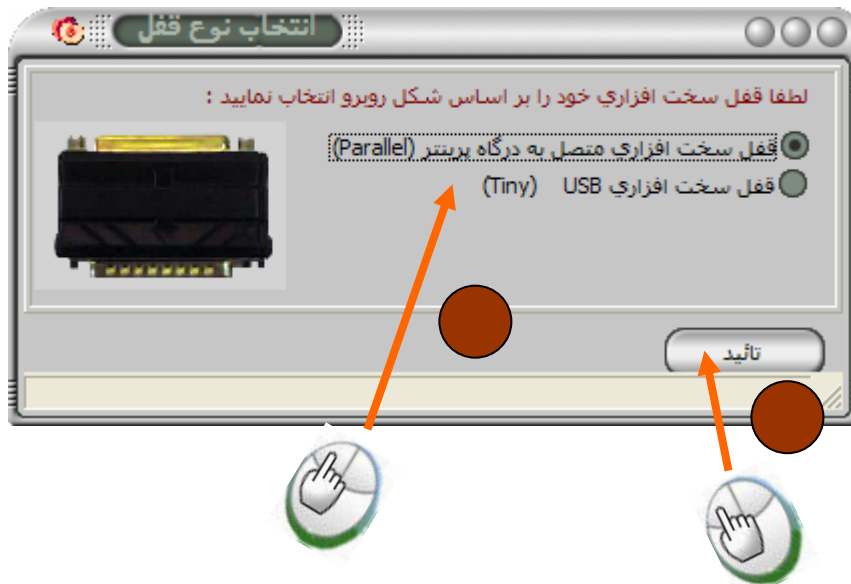 انتخاب نوع قفل
لطفا قفل سخت افزاري خود را بر اساس شكل روبرو انتخاب نماييد :
قفل سخت افزاري متصل به درگاه پرينتر (Parallel)
قفل سخت افزاري USB (Tiny)
تائيد